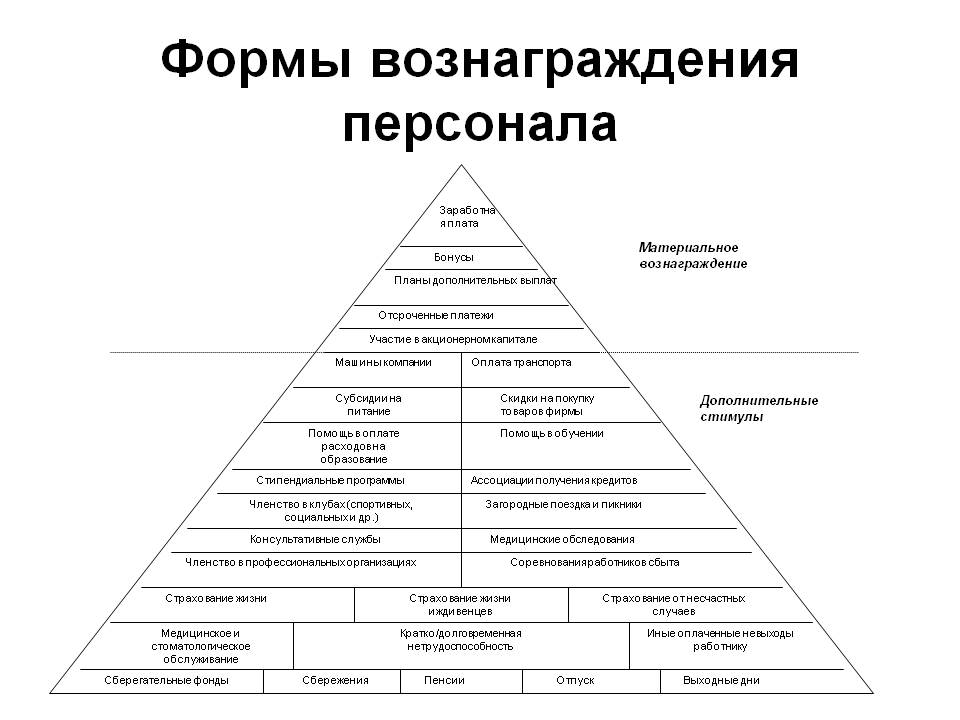 Формы вознаграждения
персонала
Заработна
я плата
Бонусы
Планы дополнительных выплат
Отсроченные платежи
Участие в акционерном капитале
Материальное
вознаграждение
Машины компании
Оплата транспорта
Субсидии на
питание
Скидки на покупку
товаров фирмы
Дополнительные
стимулы
Помощь в оплате
расходов на
образование
Помощь в обучении
Стипендиальные программы
Ассоциации получения кредитов
Членство в клубах (спортивных,
социальных и др.)
Загородные поездка и пикники
Консультативные службы
Медицинские обследования
Членство в профессиональных организациях
Соревнования работников сбыта
Страхование жизни
Страхование жизни
иждивенцев
Страхование от несчастных
случаев
Медицинское и
стоматологическое
обслуживание
Кратко/долговременная
нетрудоспособность
Иные оплаченные невыходы
работнику
Сберегательные фонды
Сбережения
Пенсии
Отпуск
Выходные дни